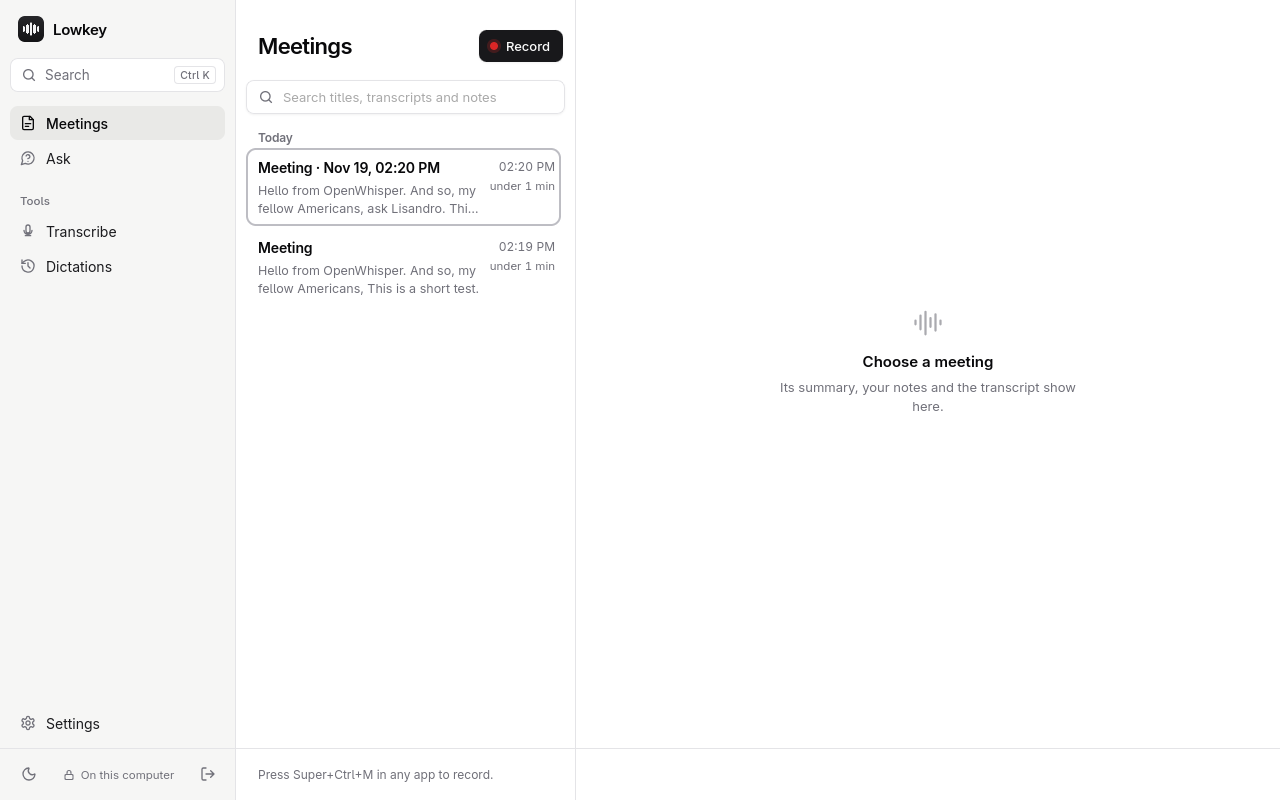 Lowkey
Search
Ctrl K
Meetings
Ask
Tools
Transcribe
Dictations
Settings
On this computer
Meetings
Record
Search titles, transcripts and notes
Today
Meeting · Nov 19, 02:20 PM
02:20 PM
Hello from OpenWhisper. And so, my
under 1 min
fellow Americans, ask Lisandro. Thi...
Meeting
02:19 PM
Hello from OpenWhisper. And so, my
under 1 min
fellow Americans, This is a short test.
Press Super+Ctrl+M in any app to record.
Choose a meeting
Its summary, your notes and the transcript show
here.